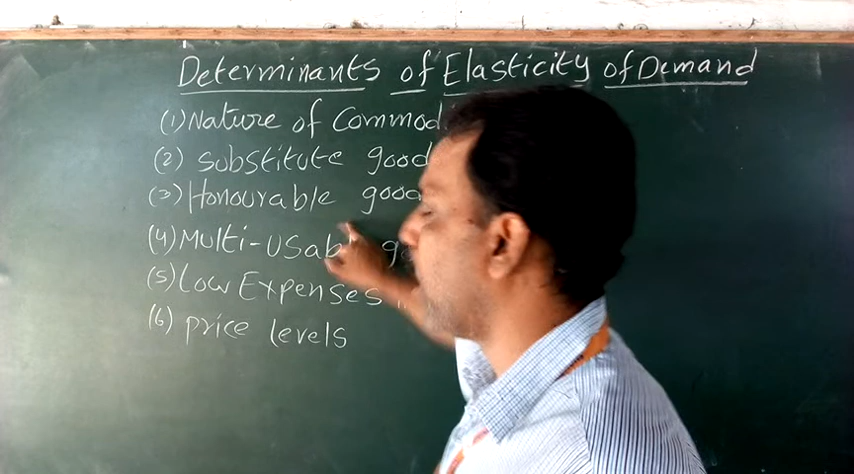 Determinants of Elasticity of Demand
(1) Nature of Commod
(2) substitute good
(3) Honourable good
(4) Multi-Usabl g
(5) Low Expenses
(6) price levels